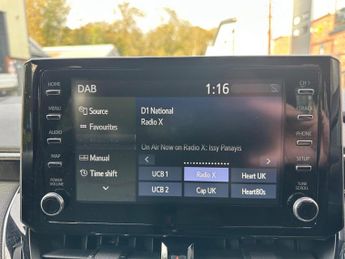 HOME
DAB
1:16
CH
MENU
Source
D1 National
TRACK
Favourites
Radio X
AUDIO
PHONE
On Air Now on Radio X: Issy Panayis
MAP
Manual
SETUP
Time shift
UCB 1
Radio X
Heart UK
POWER
VOLUME
TUNE
SCROLL
UCB 2
Cap UK
Heart80s